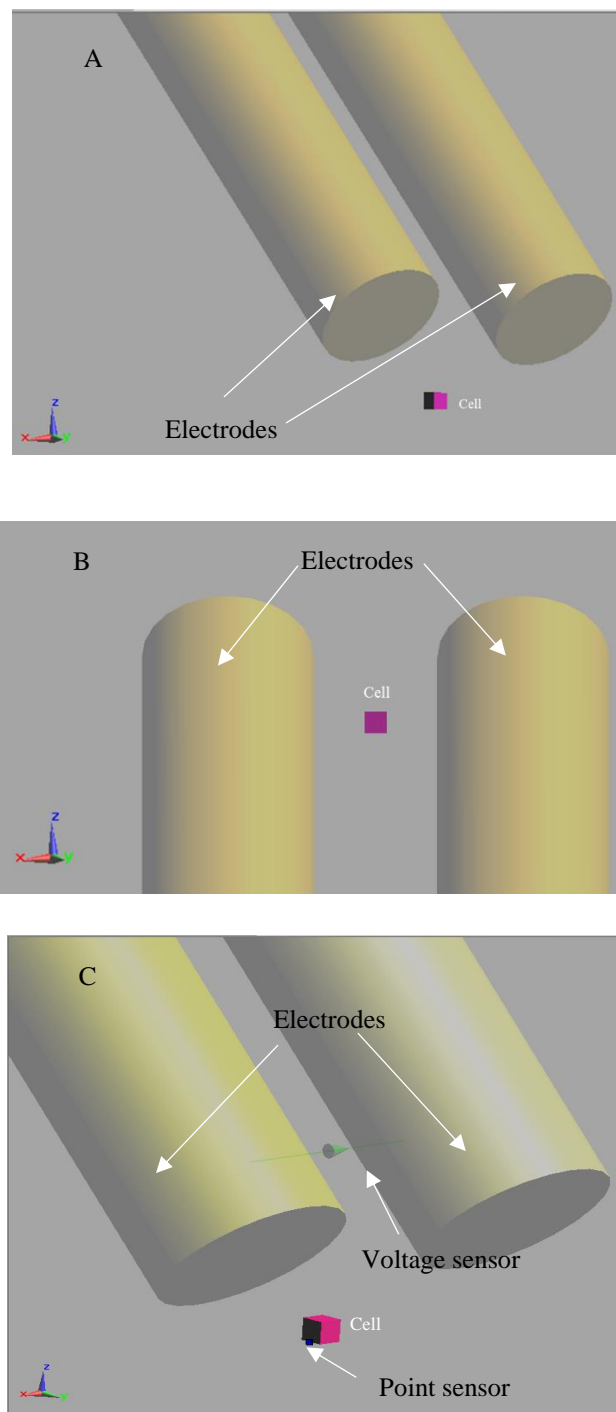 A
Cell
Electrodes
z
x
y
B
Electrodes
Cell
z
x
y
C
Electrodes
Voltage sensor
Cell
z
x
y
Point sensor